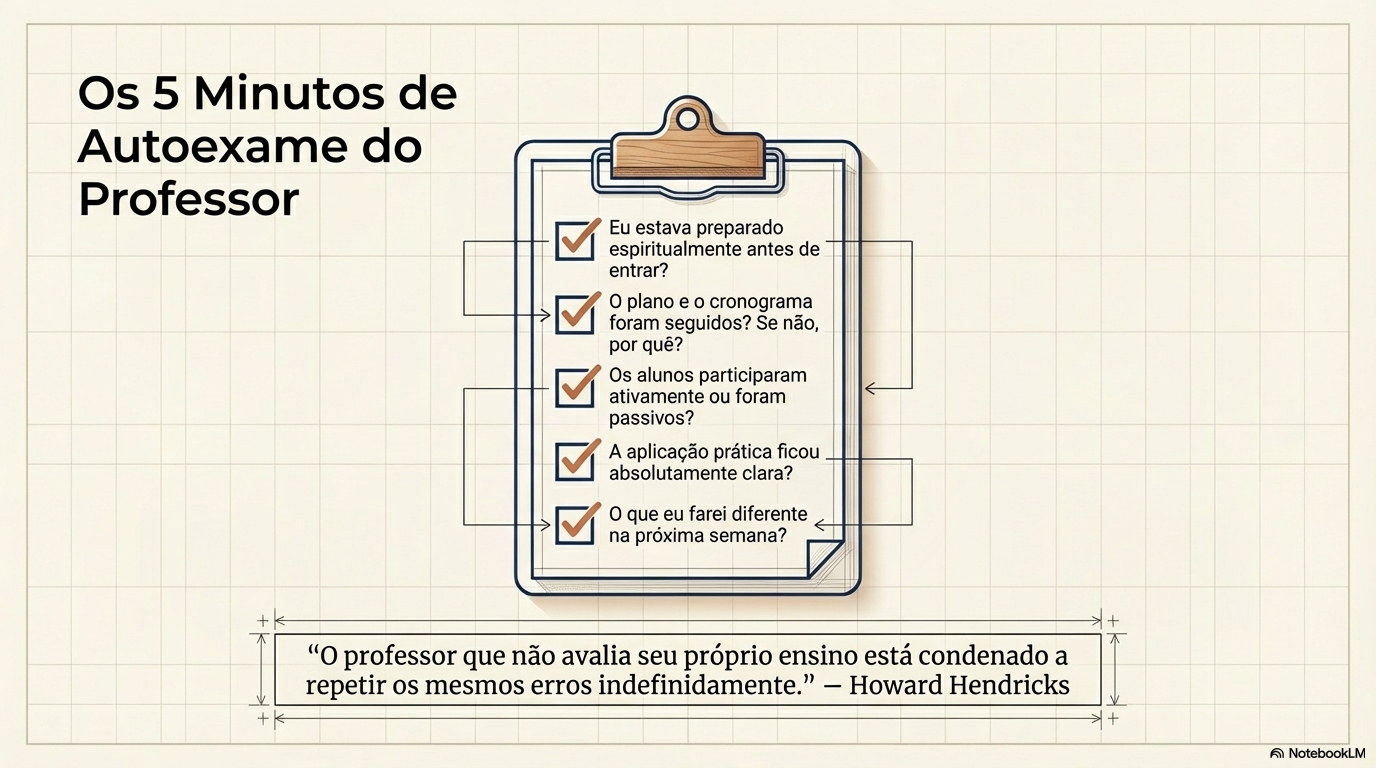 Os 5 Minutos de
Autoexame do
Professor
Eu estava preparado
espiritualmente antes de
entrar?
O plano e o cronograma
foram seguidos? Se não,
por quê?
Os alunos participaram
ativamente ou foram
passivos?
A aplicação prática ficou
absolutamente clara?
O que eu farei diferente
na próxima semana?
“O professor que não avalia seu próprio ensino está condenado a
repetir os mesmos erros indefinidamente.” — Howard Hendricks
NotebookLM